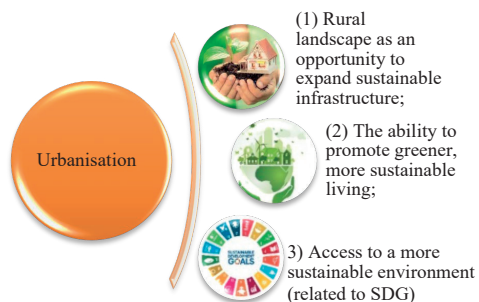 (1) Rural
landscape as an
opportunity to
expand sustainable
infrastructure;
Urbanisation
(2) The ability to
promote greener,
more sustainable
living;
SUSTAINABLE
DEVELOPMENT
GOALS
3) Access to a more
sustainable environment
(related to SDG)